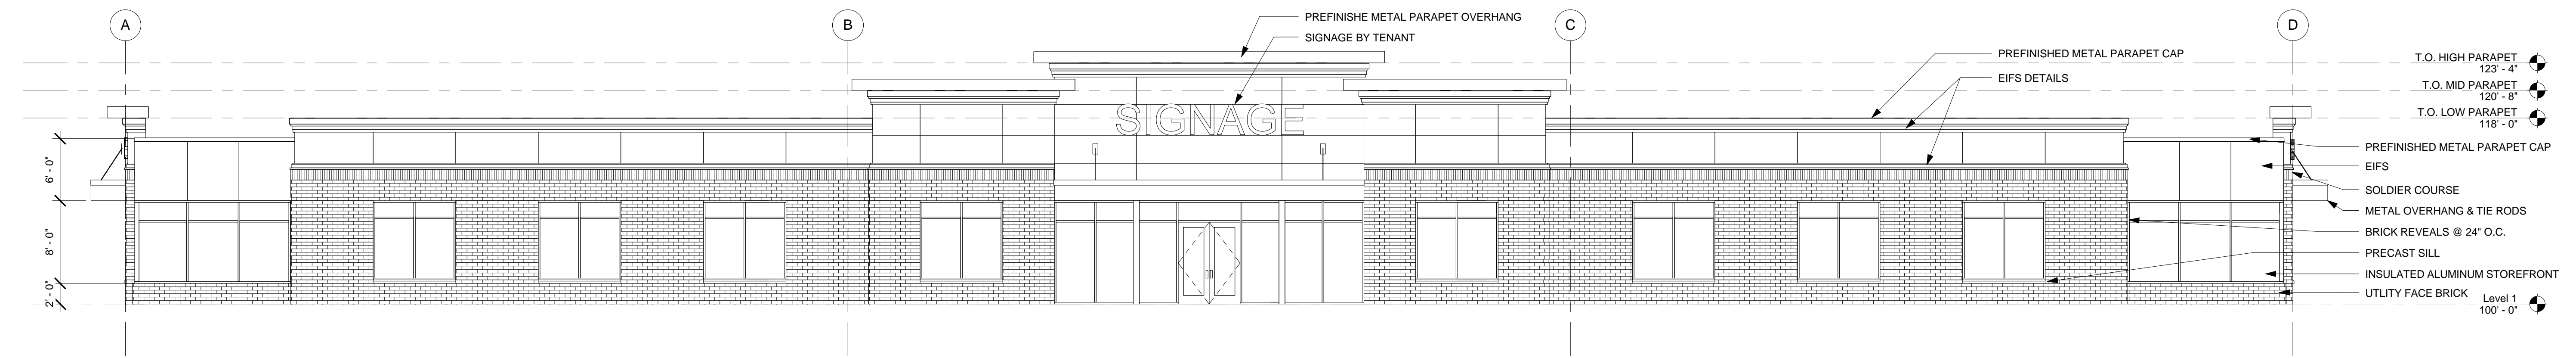 A
B
C
D
PREFINISHE METAL PARAPET OVERHANG
SIGNAGE BY TENANT
PREFINISHED METAL PARAPET CAP
EIFS DETAILS
T.O. HIGH PARAPET
123' - 4"
T.O. MID PARAPET
120' - 8"
T.O. LOW PARAPET
118' - 0"
SIGNAGE
PREFINISHED METAL PARAPET CAP
EIFS
SOLDIER COURSE
METAL OVERHANG & TIE RODS
BRICK REVEALS @ 24" O.C.
PRECAST SILL
INSULATED ALUMINUM STOREFRONT
UTLITY FACE BRICK
Level 1
100' - 0"
6' - 0"
8' - 0"
2' - 0"